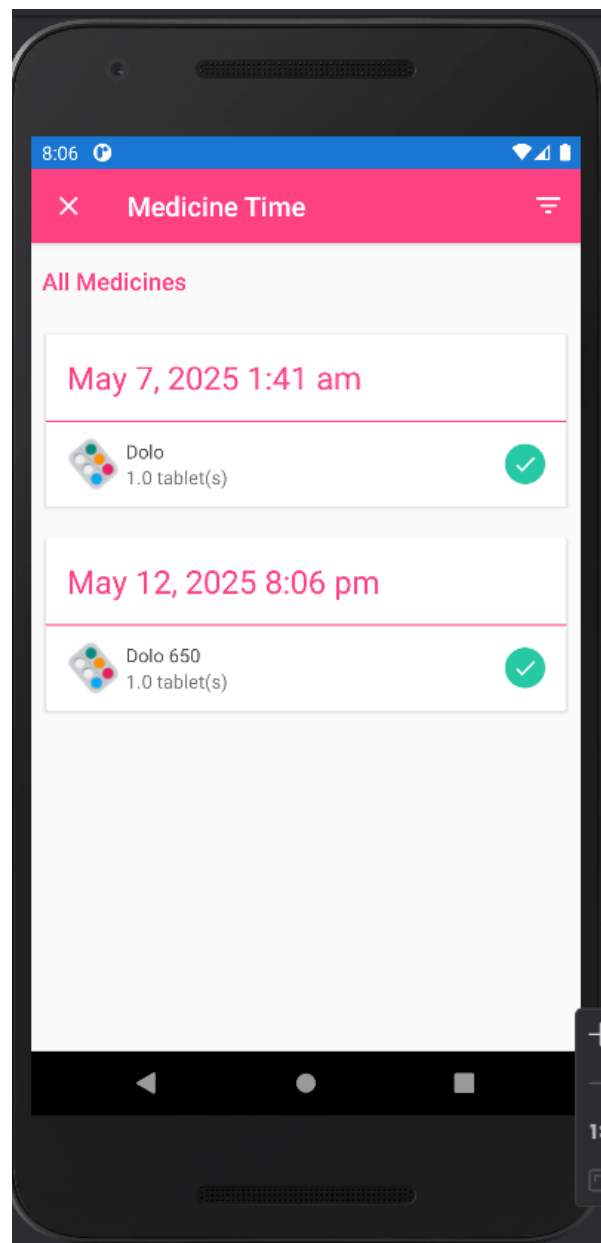 8:06
Medicine Time
All Medicines
May 7, 2025 1:41 am
Dolo
1.0 tablet(s)
May 12, 2025 8:06 pm
Dolo 650
1.0 tablet(s)